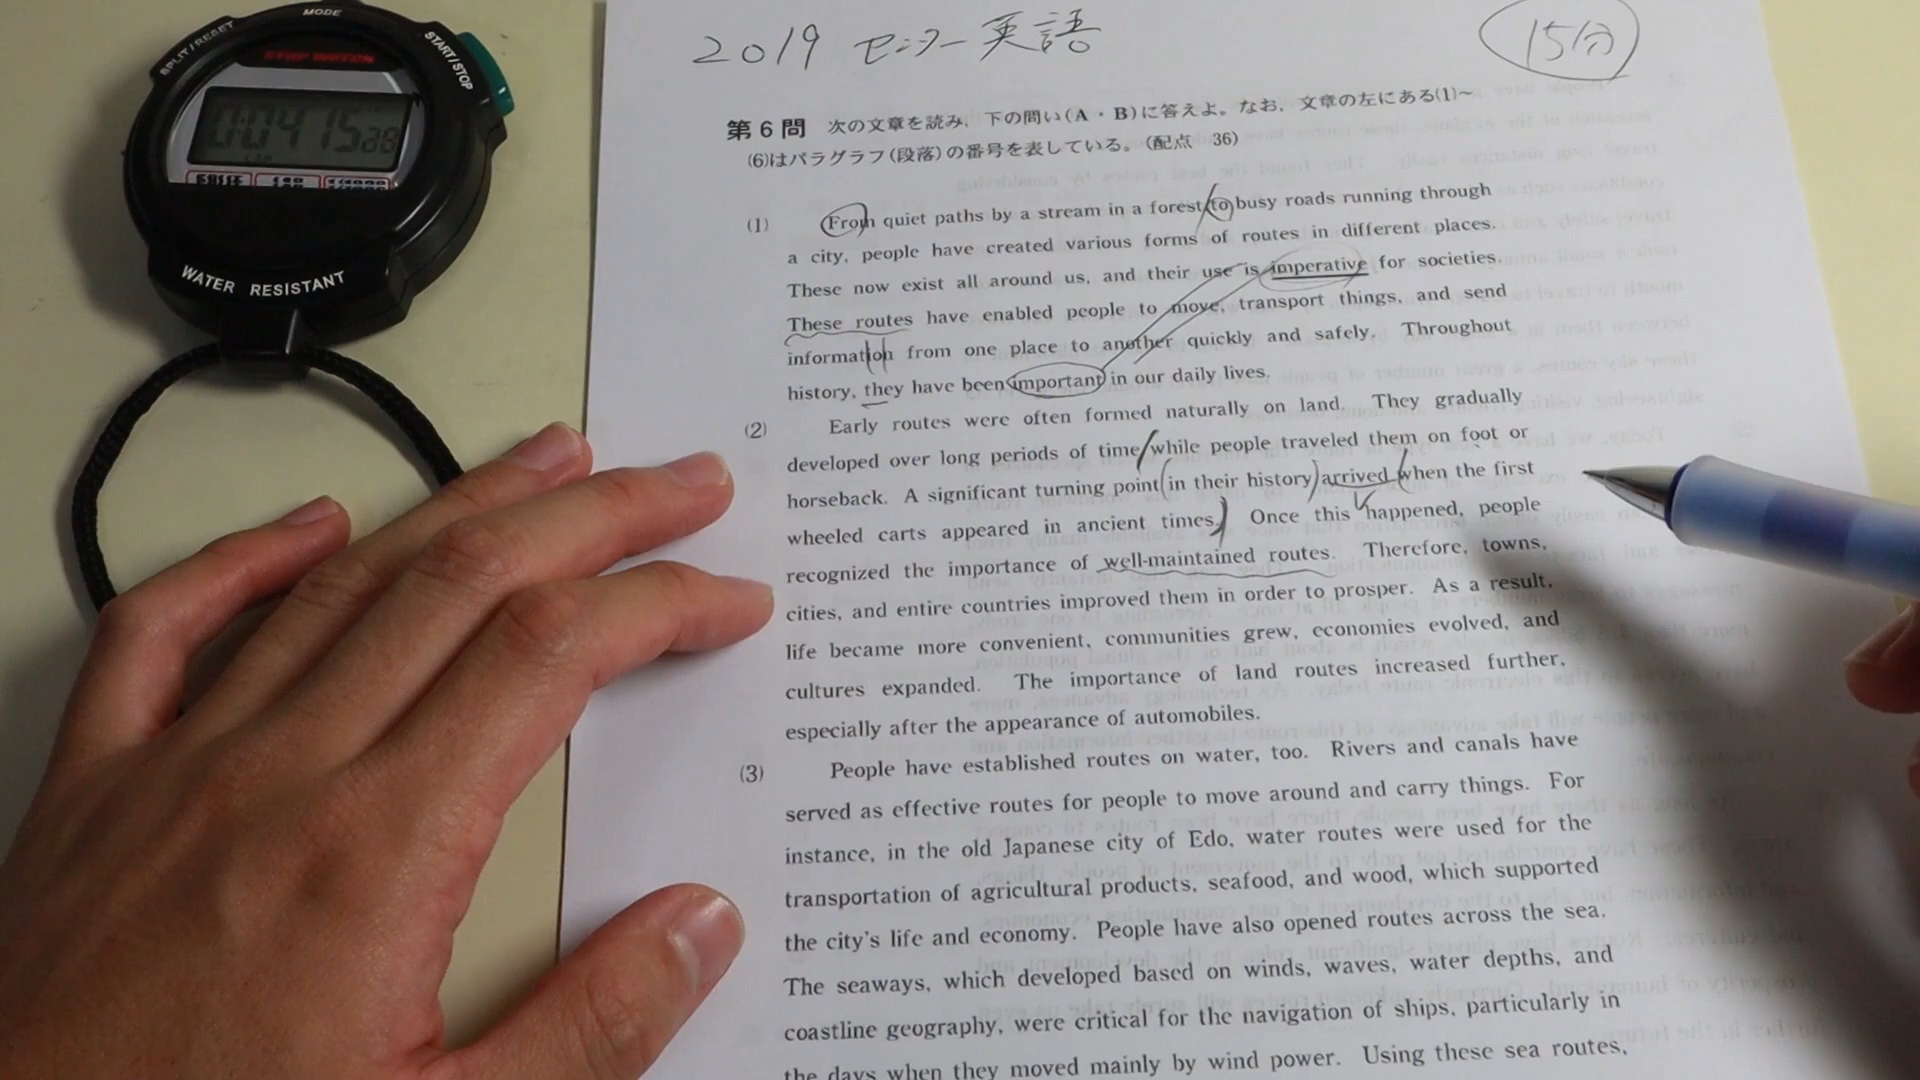 MODE
SPLIT/RESET
START/STOP
STOP WATCH
WATER RESISTANT
2019 センター英語
15分
第6問 次の文章を読み、下の問い(A・B)に答えよ。なお、文章の左にある(1)~
(6)はパラグラフ(段落)の番号を表している。(配点 36)
(1) From quiet paths by a stream in a forest to busy roads running through
a city, people have created various forms of routes in different places.
These now exist all around us, and their use is imperative for societies.
These routes have enabled people to move, transport things, and send
information from one place to another quickly and safely. Throughout
history, they have been important in our daily lives.
(2) Early routes were often formed naturally on land. They gradually
developed over long periods of time while people traveled them on foot or
horseback. A significant turning point in their history arrived when the first
wheeled carts appeared in ancient times. Once this happened, people
recognized the importance of well-maintained routes. Therefore, towns,
cities, and entire countries improved them in order to prosper. As a result,
life became more convenient, communities grew, economies evolved, and
cultures expanded. The importance of land routes increased further,
especially after the appearance of automobiles.
(3) People have established routes on water, too. Rivers and canals have
served as effective routes for people to move around and carry things. For
instance, in the old Japanese city of Edo, water routes were used for the
transportation of agricultural products, seafood, and wood, which supported
the city's life and economy. People have also opened routes across the sea.
The seaways, which developed based on winds, waves, water depths, and
coastline geography, were critical for the navigation of ships, particularly in
the days when they moved mainly by wind power. Using these sea routes,